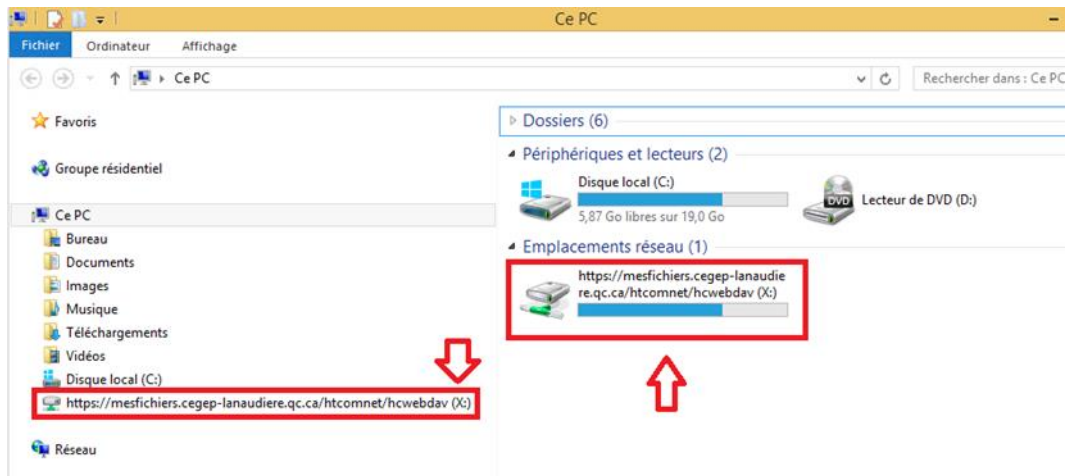 Ce PC
Fichier Ordinateur Affichage
Ce PC
Rechercher dans : Ce PC
Favoris
Groupe résidentiel
Ce PC
Bureau
Documents
Images
Musique
Téléchargements
Vidéos
Disque local (C:)
https://mesfichiers.cegep-lanaudiere.qc.ca/htcomnet/hcwebdav (X:)
Réseau
Dossiers (6)
Périphériques et lecteurs (2)
Disque local (C:)
5,87 Go libres sur 19,0 Go
DVD
Lecteur de DVD (D:)
Emplacements réseau (1)
https://mesfichiers.cegep-lanaudie
re.qc.ca/htcomnet/hcwebdav (X:)